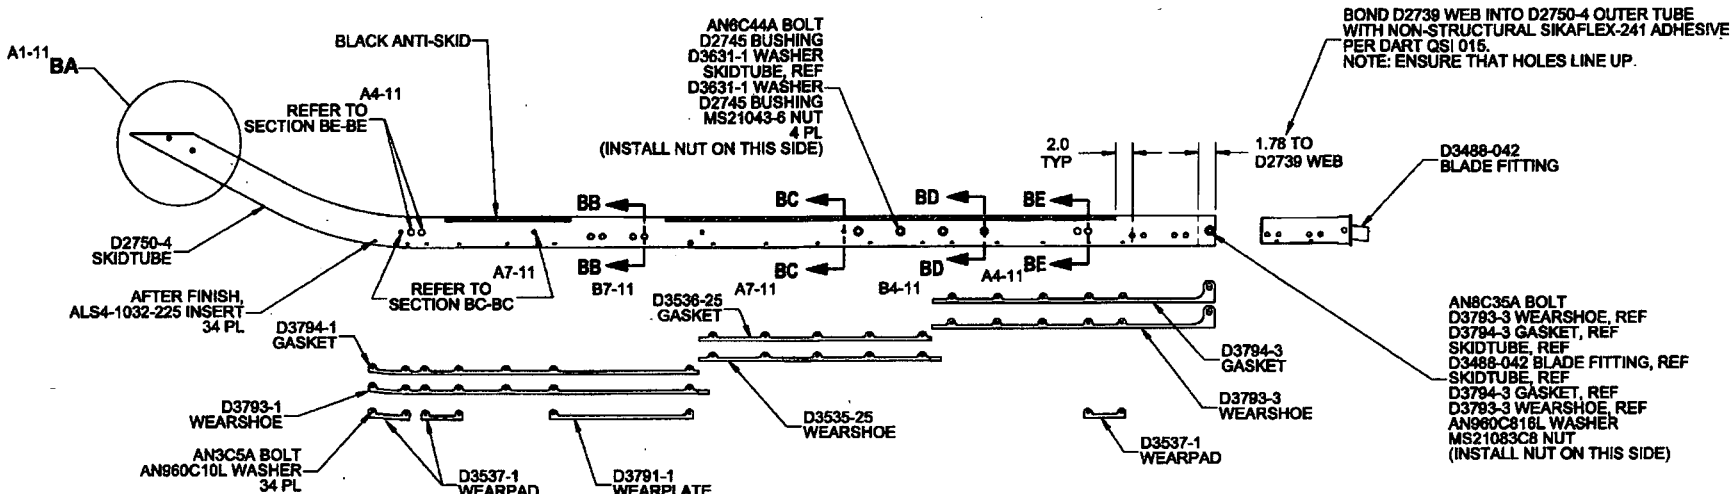 A1-11
BA
BLACK ANTI-SKID
A4-11
REFER TO
SECTION BE-BE
AN6C44A BOLT
D2745 BUSHING
D3631-1 WASHER
SKIDTUBE, REF
D3631-1 WASHER
D2745 BUSHING
MS21043-6 NUT
4 PL
(INSTALL NUT ON THIS SIDE)
BOND D2739 WEB INTO D2750-4 OUTER TUBE
WITH NON-STRUCTURAL SIKAFLEX-241 ADHESIVE
PER DART QSI 015.
NOTE: ENSURE THAT HOLES LINE UP.
2.0
TYP
1.78 TO
D2739 WEB
D3488-042
BLADE FITTING
BB
BC
BD
BE
D2750-4
SKIDTUBE
A7-11
REFER TO
SECTION BC-BC
BB
B7-11
BC
A7-11
BD
B4-11
BE
A4-11
AFTER FINISH,
ALS4-1032-225 INSERT
34 PL
D3794-1
GASKET
D3536-25
GASKET
D3794-3
GASKET
D3793-1
WEARSHOE
D3535-25
WEARSHOE
D3793-3
WEARSHOE
AN3C5A BOLT
AN960C10L WASHER
34 PL
D3537-1
WEARPAD
D3791-1
WEARPLATE
D3537-1
WEARPAD
AN8C35A BOLT
D3793-3 WEARSHOE, REF
D3794-3 GASKET, REF
SKIDTUBE, REF
D3488-042 BLADE FITTING, REF
SKIDTUBE, REF
D3794-3 GASKET, REF
D3793-3 WEARSHOE, REF
AN960C816L WASHER
MS21083C8 NUT
(INSTALL NUT ON THIS SIDE)